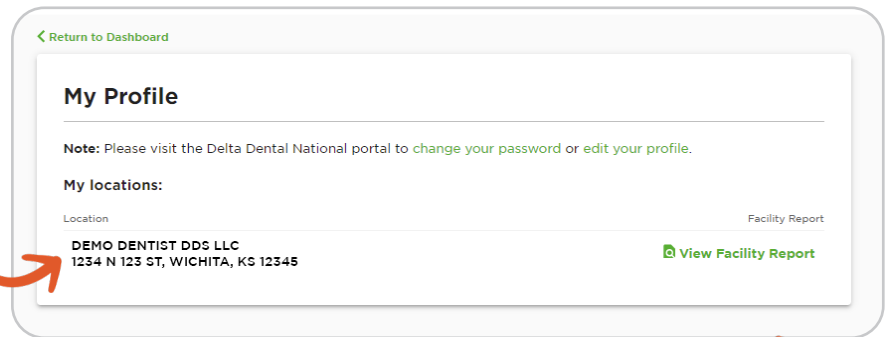 Return to Dashboard
My Profile
Note: Please visit the Delta Dental National portal to change your password or edit your profile.
My locations:
Location Facility Report
DEMO DENTIST DDS LLC
1234 N 123 ST, WICHITA, KS 12345
View Facility Report